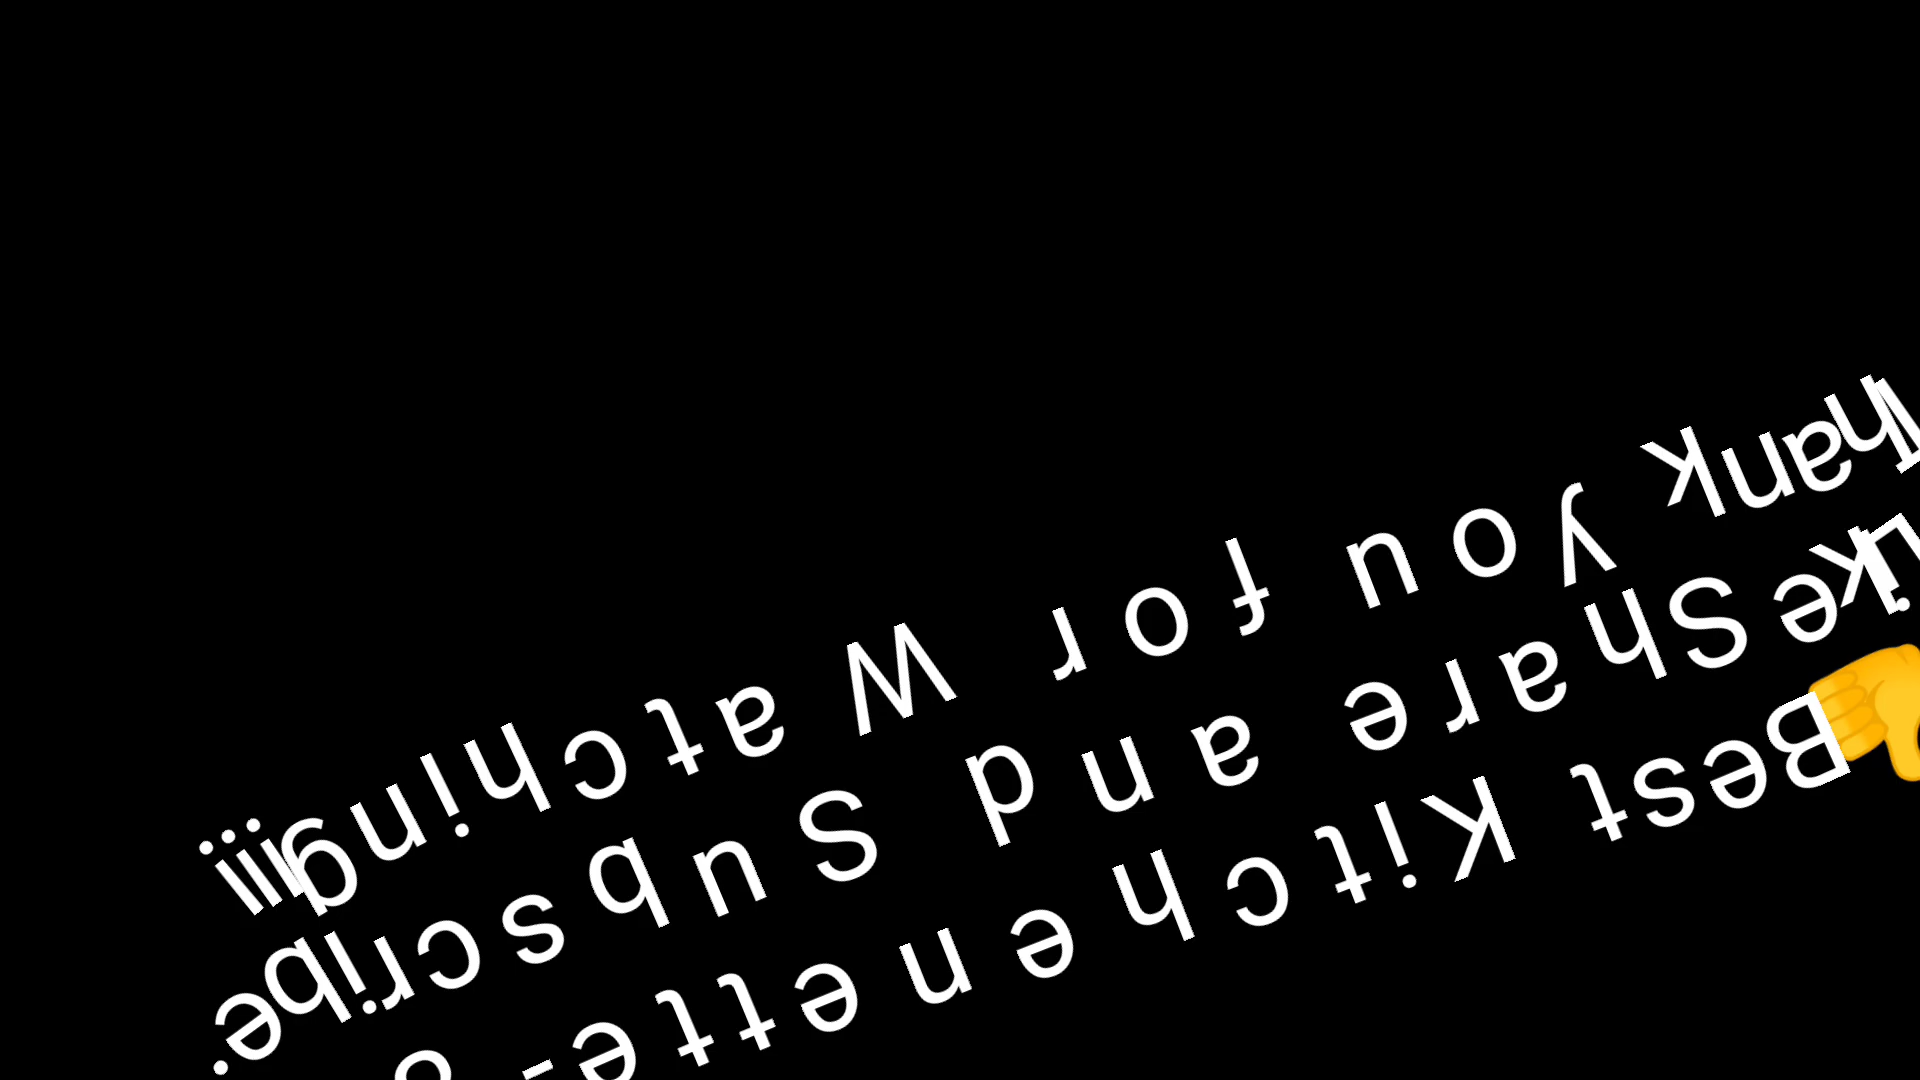 Thank you for Watching!!!
Like Share and Subscribe.
Best Kitchenette-